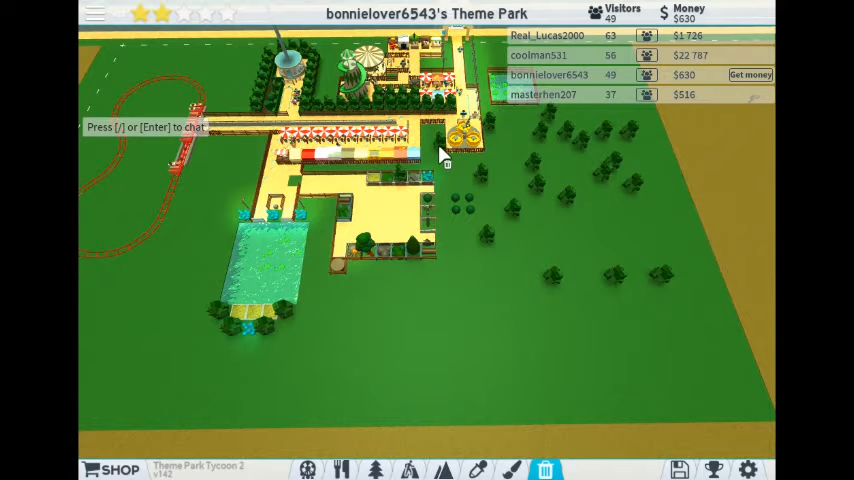 bonnielover6543's Theme Park
Visitors
49
$ Money
$630
Real_Lucas2000 63 $1 726
coolman531 56 $22 787
bonnielover6543 49 $630 Get money
masterhen207 37 $516
Press [/] or [Enter] to chat
SHOP
Theme Park Tycoon 2
v142